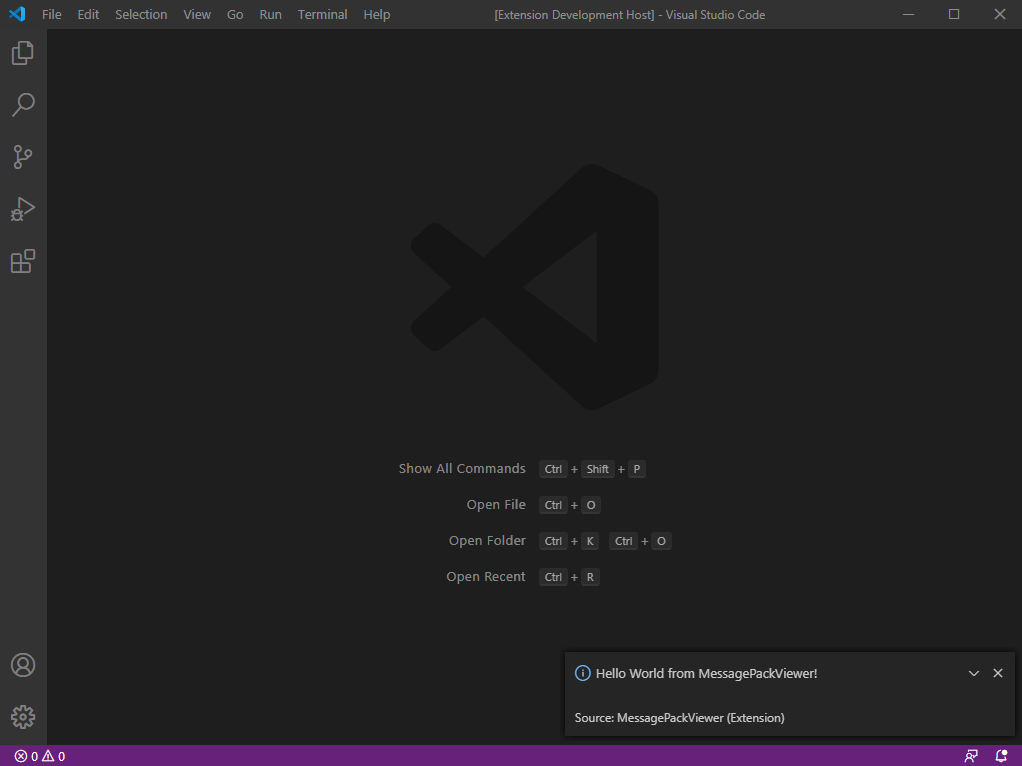 File Edit Selection View Go Run Terminal Help [Extension Development Host] - Visual Studio Code
Show All Commands Ctrl + Shift + P
Open File Ctrl + O
Open Folder Ctrl + K Ctrl + O
Open Recent Ctrl + R
Hello World from MessagePackViewer!
Source: MessagePackViewer (Extension)
0 0